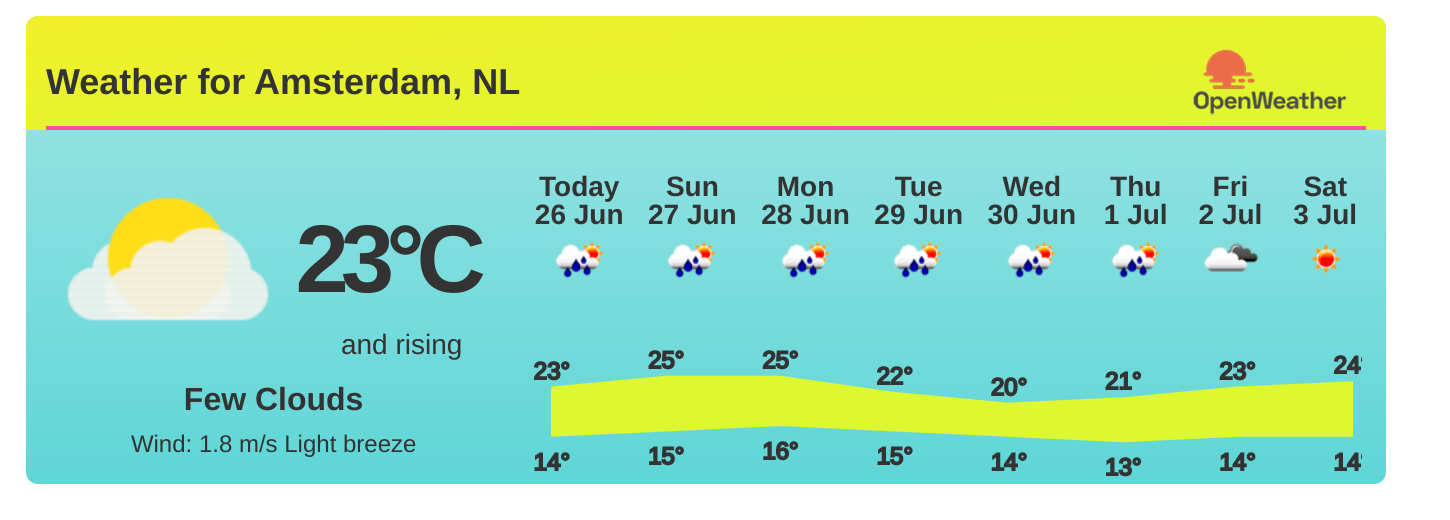 Weather for Amsterdam, NL
OpenWeather
23°C
and rising
Few Clouds
Wind: 1.8 m/s Light breeze
Today Sun Mon Tue Wed Thu Fri Sat
26 Jun 27 Jun 28 Jun 29 Jun 30 Jun 1 Jul 2 Jul 3 Jul
23° 25° 25° 22° 20° 21° 23° 24°
14° 15° 16° 15° 14° 13° 14° 14°